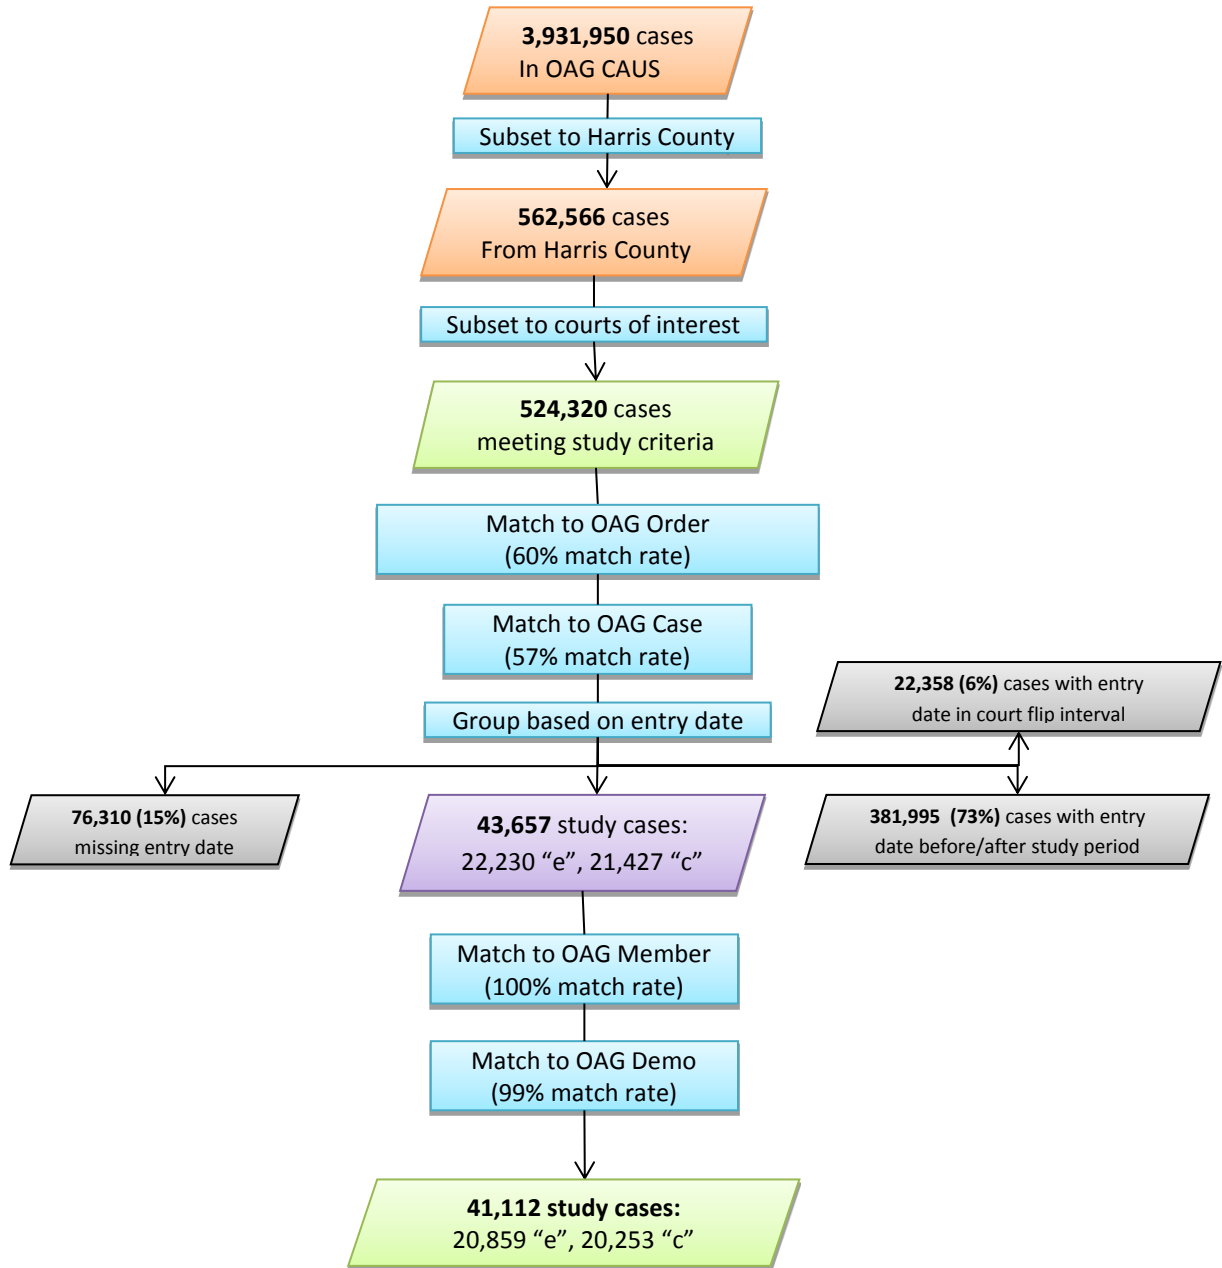 3,931,950 cases
In OAG CAUS
Subset to Harris County
562,566 cases
From Harris County
Subset to courts of interest
524,320 cases
meeting study criteria
Match to OAG Order
(60% match rate)
Match to OAG Case
(57% match rate)
Group based on entry date
22,358 (6%) cases with entry
date in court flip interval
76,310 (15%) cases
missing entry date
43,657 study cases:
22,230 “e”, 21,427 “c”
381,995 (73%) cases with entry
date before/after study period
Match to OAG Member
(100% match rate)
Match to OAG Demo
(99% match rate)
41,112 study cases:
20,859 “e”, 20,253 “c”